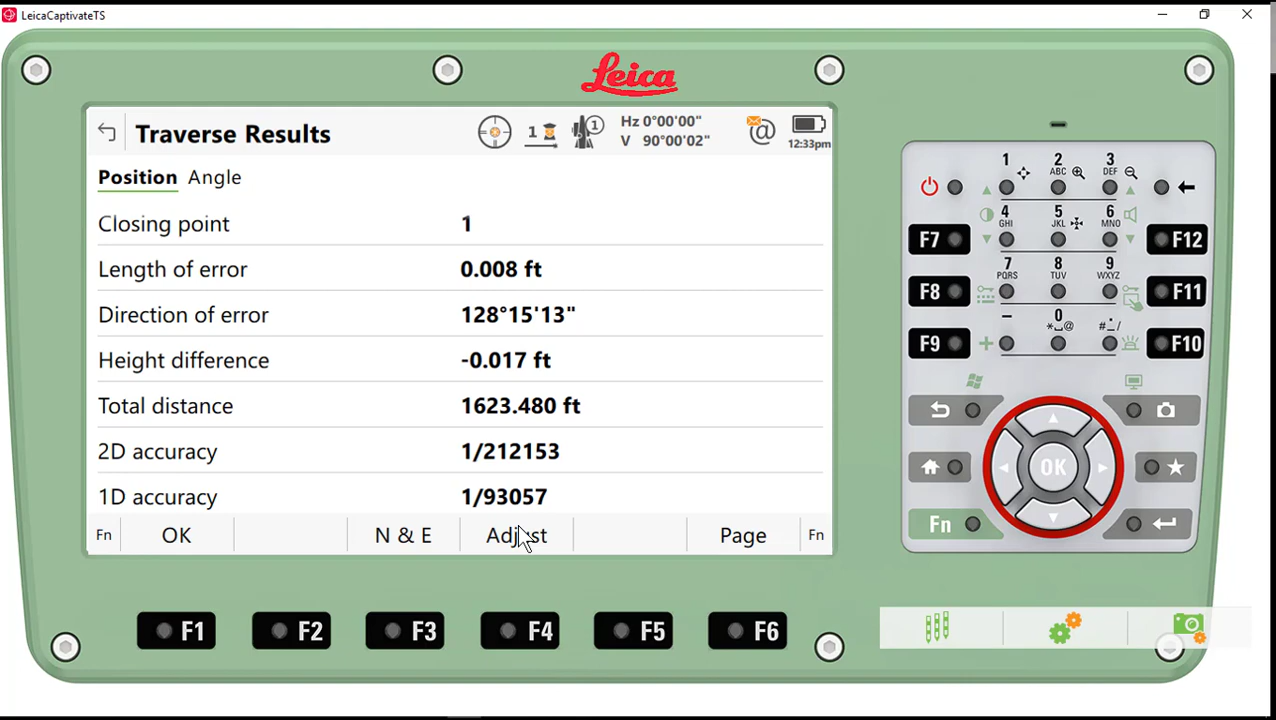 LeicaCaptivateTS
Leica
Traverse Results
1
1
Hz 0°00'00"
V 90°00'02"
@
12:33pm
Position Angle
Closing point 1
Length of error 0.008 ft
Direction of error 128°15'13"
Height difference -0.017 ft
Total distance 1623.480 ft
2D accuracy 1/212153
1D accuracy 1/93057
Fn OK N & E Adjust Page Fn
F1 F2 F3 F4 F5 F6
1 2 3
ABC DEF
4 5 6
GHI JKL MNO
F7 F12
7 8 9
PQRS TUV WXYZ
F8 F11
- 0 .
*␣@ #_/
F9 + F10
OK
Fn